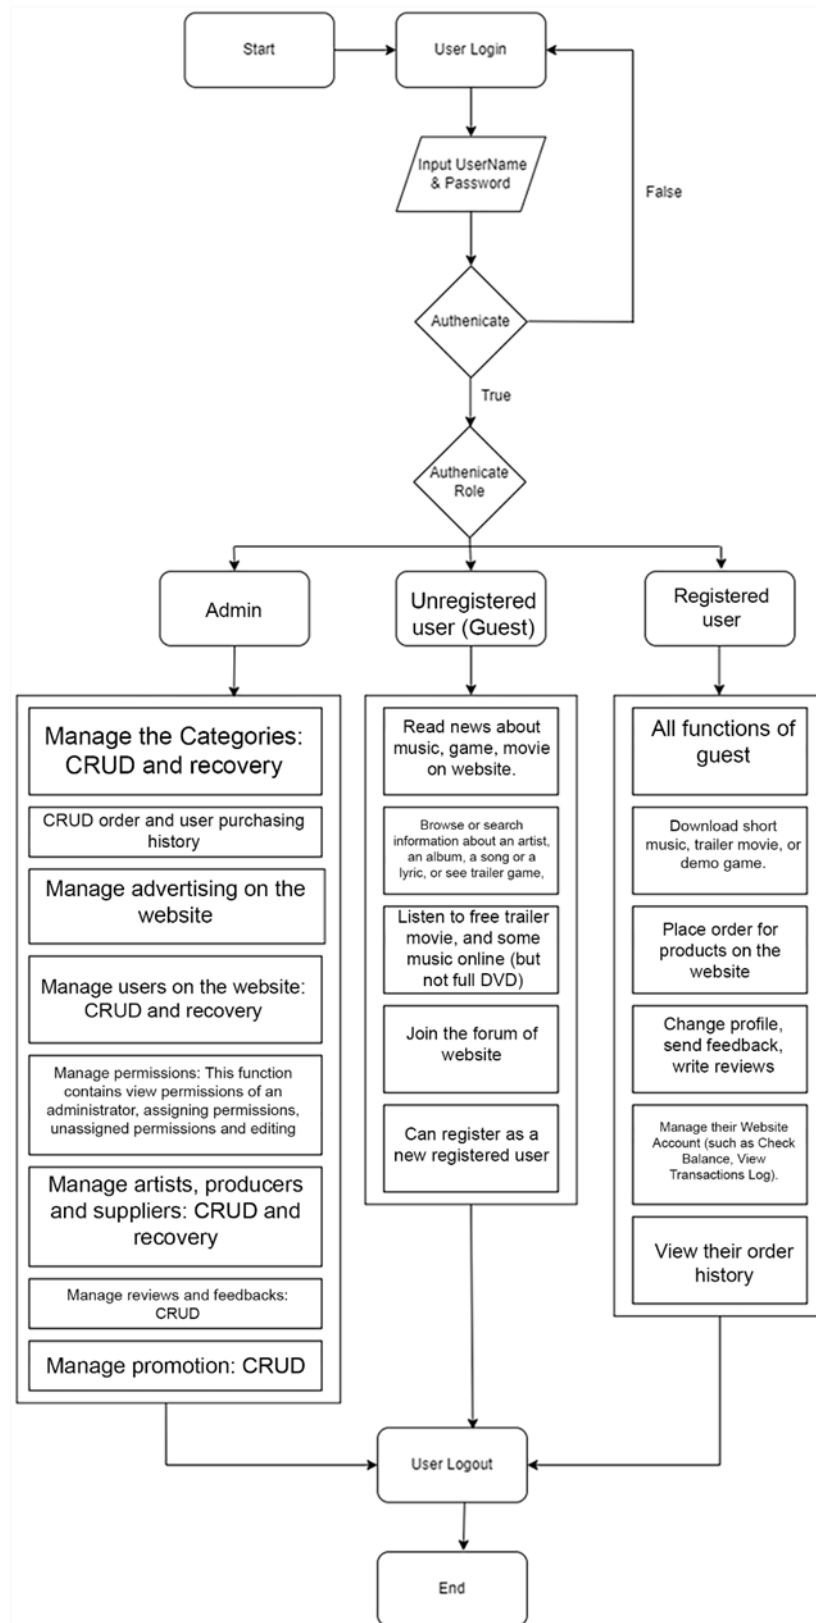 Start
User Login
Input UserName
& Password
False
Authenicate
True
Authenicate
Role
Admin
Unregistered
user (Guest)
Registered
user
Manage the Categories:
CRUD and recovery
CRUD order and user purchasing
history
Manage advertising on the
website
Manage users on the website:
CRUD and recovery
Manage permissions: This function
contains view permissions of an
administrator, assigning permissions,
unassigned permissions and editing
Manage artists, producers
and suppliers: CRUD and
recovery
Manage reviews and feedbacks:
CRUD
Manage promotion: CRUD
Read news about
music, game, movie
on website.
Browse or search
information about an artist,
an album, a song or a
lyric, or see trailer game,
Listen to free trailer
movie, and some
music online (but
not full DVD)
Join the forum of
website
Can register as a
new registered user
All functions of
guest
Download short
music, trailer movie, or
demo game.
Place order for
products on the
website
Change profile,
send feedback,
write reviews
Manage their Website
Account (such as Check
Balance, View
Transactions Log).
View their order
history
User Logout
End